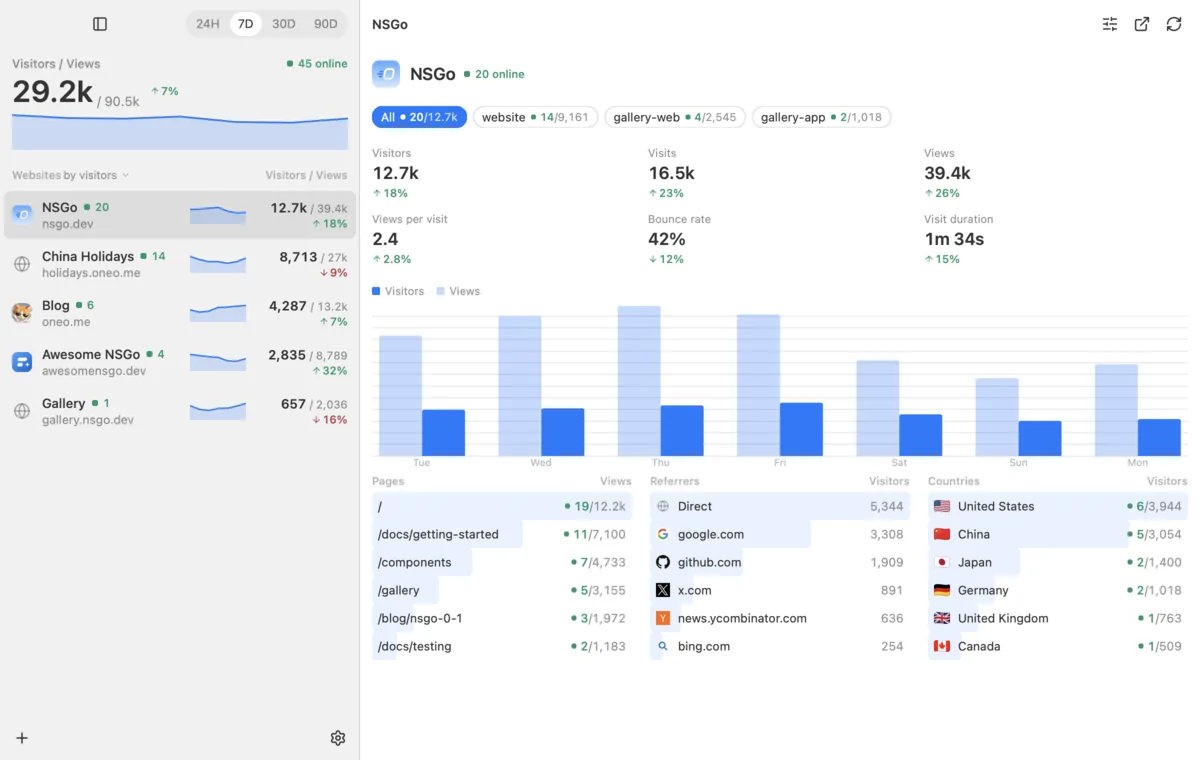 24H 7D 30D 90D
Visitors / Views 45 online
29.2k / 90.5k ↑ 7%
Websites by visitors Visitors / Views
NSGo 20 12.7k / 39.4k
nsgo.dev ↑ 18%
China Holidays 14 8,713 / 27k
holidays.oneo.me ↓ 9%
Blog 6 4,287 / 13.2k
oneo.me ↑ 7%
Awesome NSGo 4 2,835 / 8,789
awesomensgo.dev ↑ 32%
Gallery 1 657 / 2,036
gallery.nsgo.dev ↓ 16%
NSGo
NSGo 20 online
All 20/12.7k website 14/9,161 gallery-web 4/2,545 gallery-app 2/1,018
Visitors Visits Views
12.7k 16.5k 39.4k
↑ 18% ↑ 23% ↑ 26%
Views per visit Bounce rate Visit duration
2.4 42% 1m 34s
↑ 2.8% ↓ 12% ↑ 15%
Visitors Views
Tue Wed Thu Fri Sat Sun Mon
Pages Views
/ 19/12.2k
/docs/getting-started 11/7,100
/components 7/4,733
/gallery 5/3,155
/blog/nsgo-0-1 3/1,972
/docs/testing 2/1,183
Referrers Visitors
Direct 5,344
google.com 3,308
github.com 1,909
x.com 891
news.ycombinator.com 636
bing.com 254
Countries Visitors
United States 6/3,944
China 5/3,054
Japan 2/1,400
Germany 2/1,018
United Kingdom 1/763
Canada 1/509